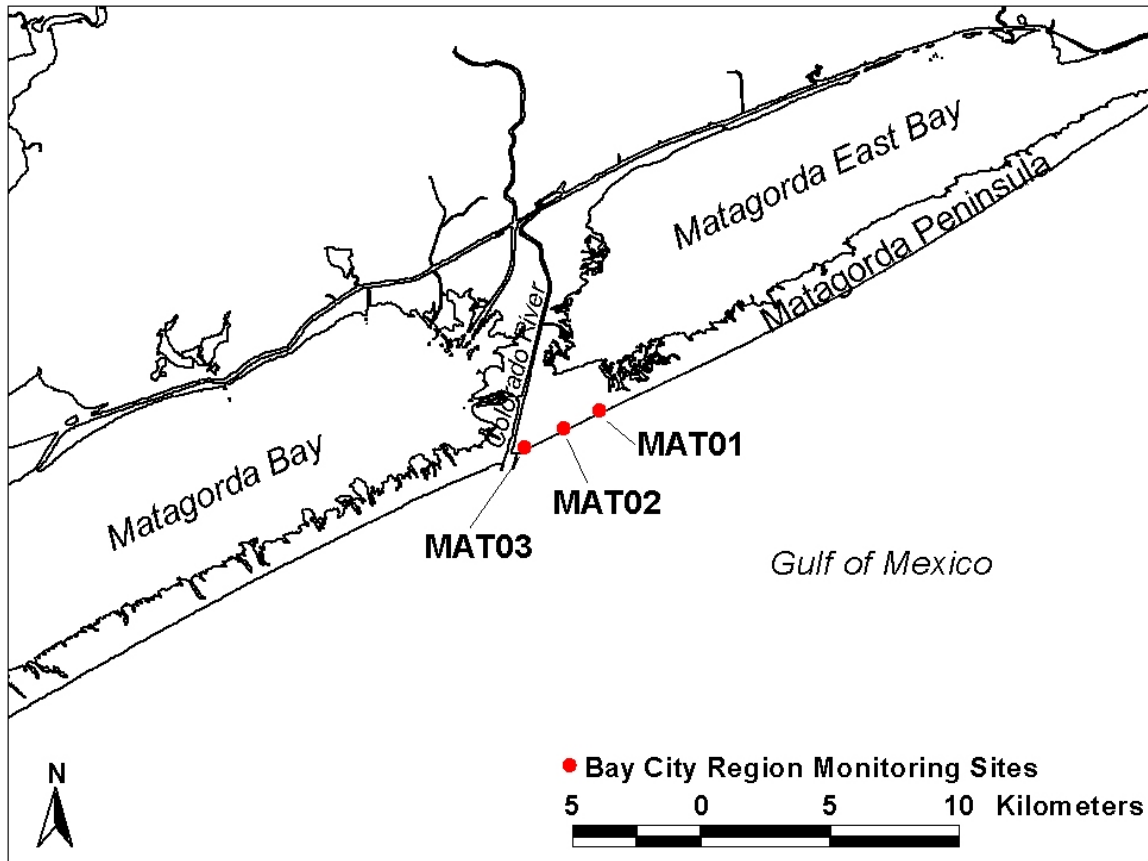 Matagorda East Bay
Matagorda Peninsula
Colorado River
Matagorda Bay
MAT01
MAT02
MAT03
Gulf of Mexico
N
Bay City Region Monitoring Sites
5 0 5 10 Kilometers